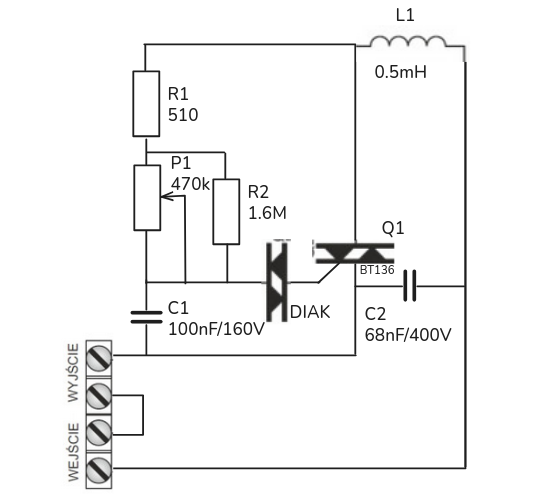 L1
0.5mH
R1
510
P1
470k
R2
1.6M
Q1
BT136
DIAK
C1
100nF/160V
C2
68nF/400V
WYJŚCIE
WEJŚCIE